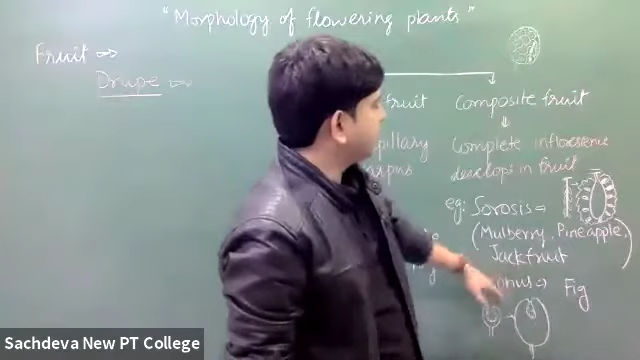 "Morphology of flowering plants"
Fruit ⇒
Drupe ⇒
fruit
Composite fruit
Complete inflorescence
develops in fruit
eg: Sorosis ⇒
(Mulberry, Pineapple,
Jackfruit)
⇒ Fig
Sachdeva New PT College